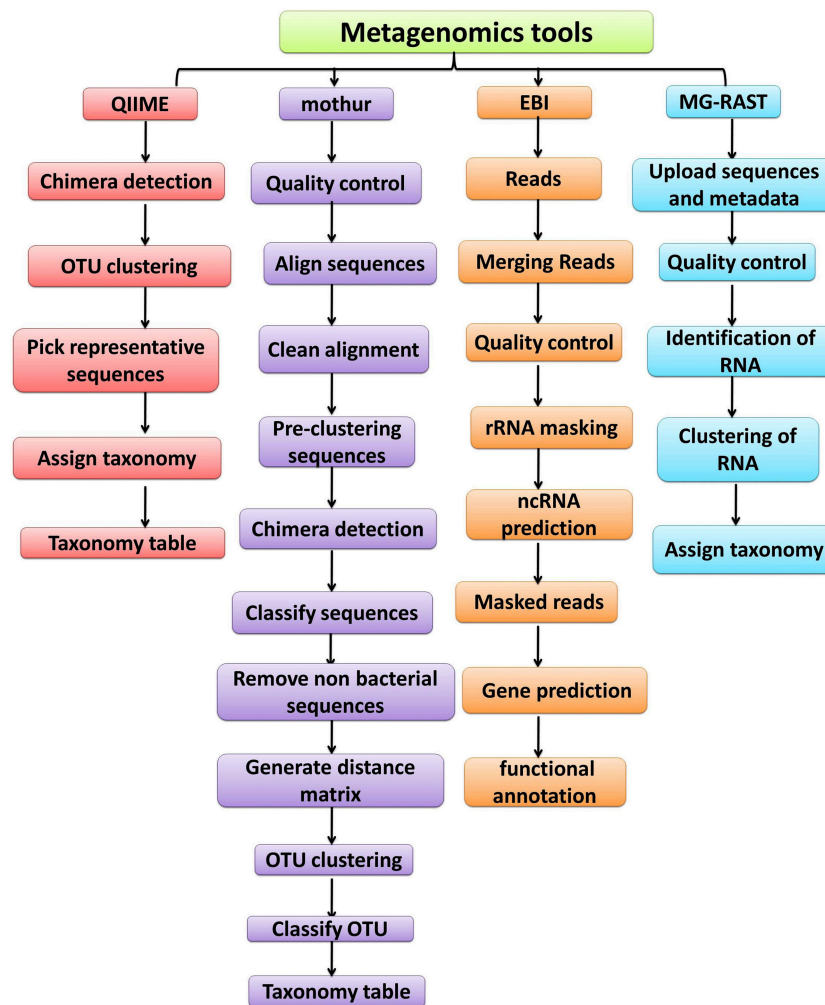 Metagenomics tools
QIIME
Chimera detection
OTU clustering
Pick representative
sequences
Assign taxonomy
Taxonomy table
mothur
Quality control
Align sequences
Clean alignment
Pre-clustering
sequences
Chimera detection
Classify sequences
Remove non bacterial
sequences
Generate distance
matrix
OTU clustering
Classify OTU
Taxonomy table
EBI
Reads
Merging Reads
Quality control
rRNA masking
ncRNA
prediction
Masked reads
Gene prediction
functional
annotation
MG-RAST
Upload sequences
and metadata
Quality control
Identification of
RNA
Clustering of
RNA
Assign taxonomy